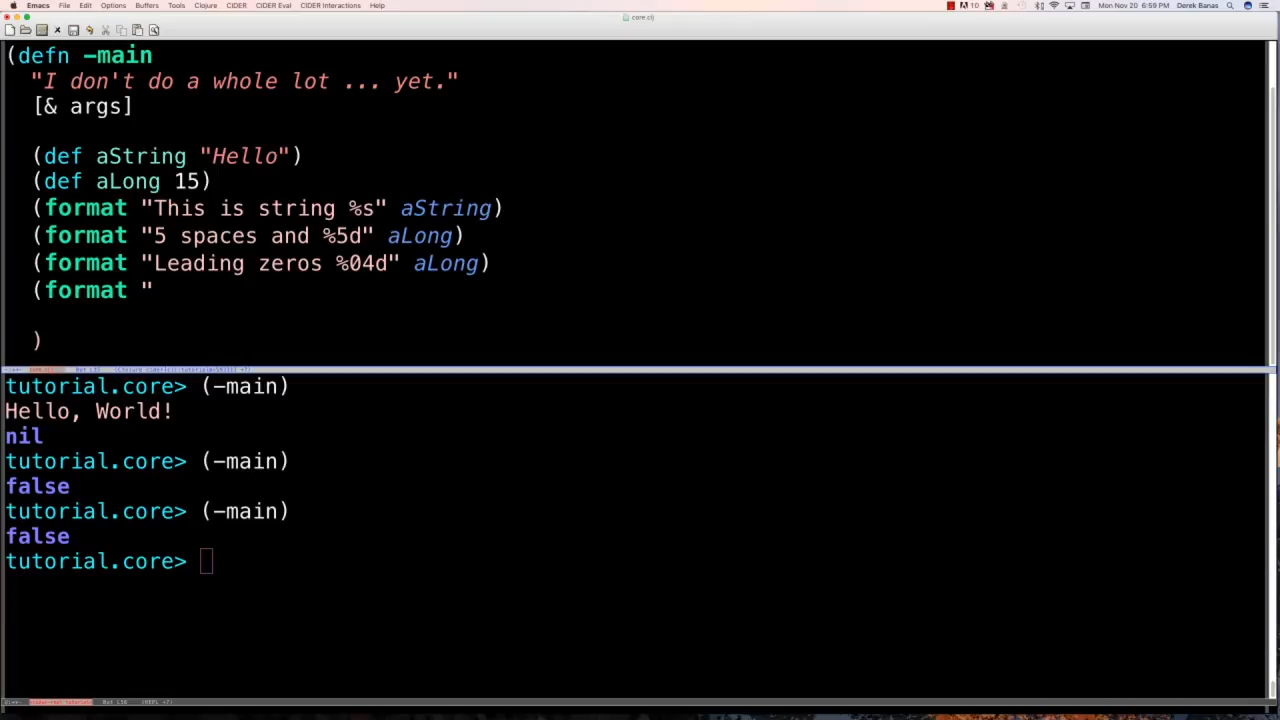 Emacs File Edit Options Buffers Tools Clojure CIDER CIDER Eval CIDER Interactions Help 10 Mon Nov 20 6:59 PM Derek Banas
core.clj
(defn -main
"I don't do a whole lot ... yet."
[& args]
(def aString "Hello")
(def aLong 15)
(format "This is string %s" aString)
(format "5 spaces and %5d" aLong)
(format "Leading zeros %04d" aLong)
(format "
)
tutorial.core> (-main)
Hello, World!
nil
tutorial.core> (-main)
false
tutorial.core> (-main)
false
tutorial.core>